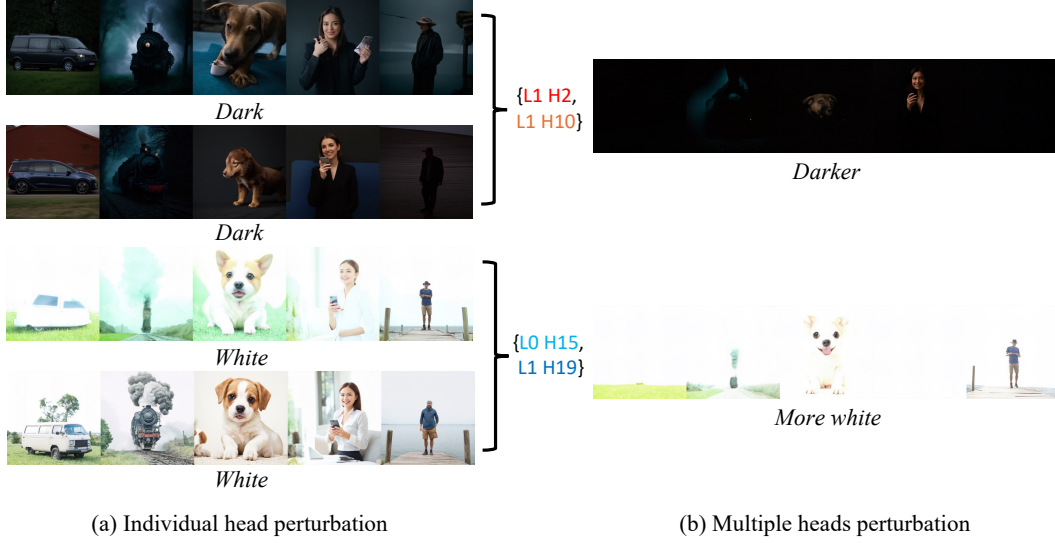 Dark
{L1 H2,
L1 H10}
Darker
Dark
White
{L0 H15,
L1 H19}
More white
White
(a) Individual head perturbation
(b) Multiple heads perturbation